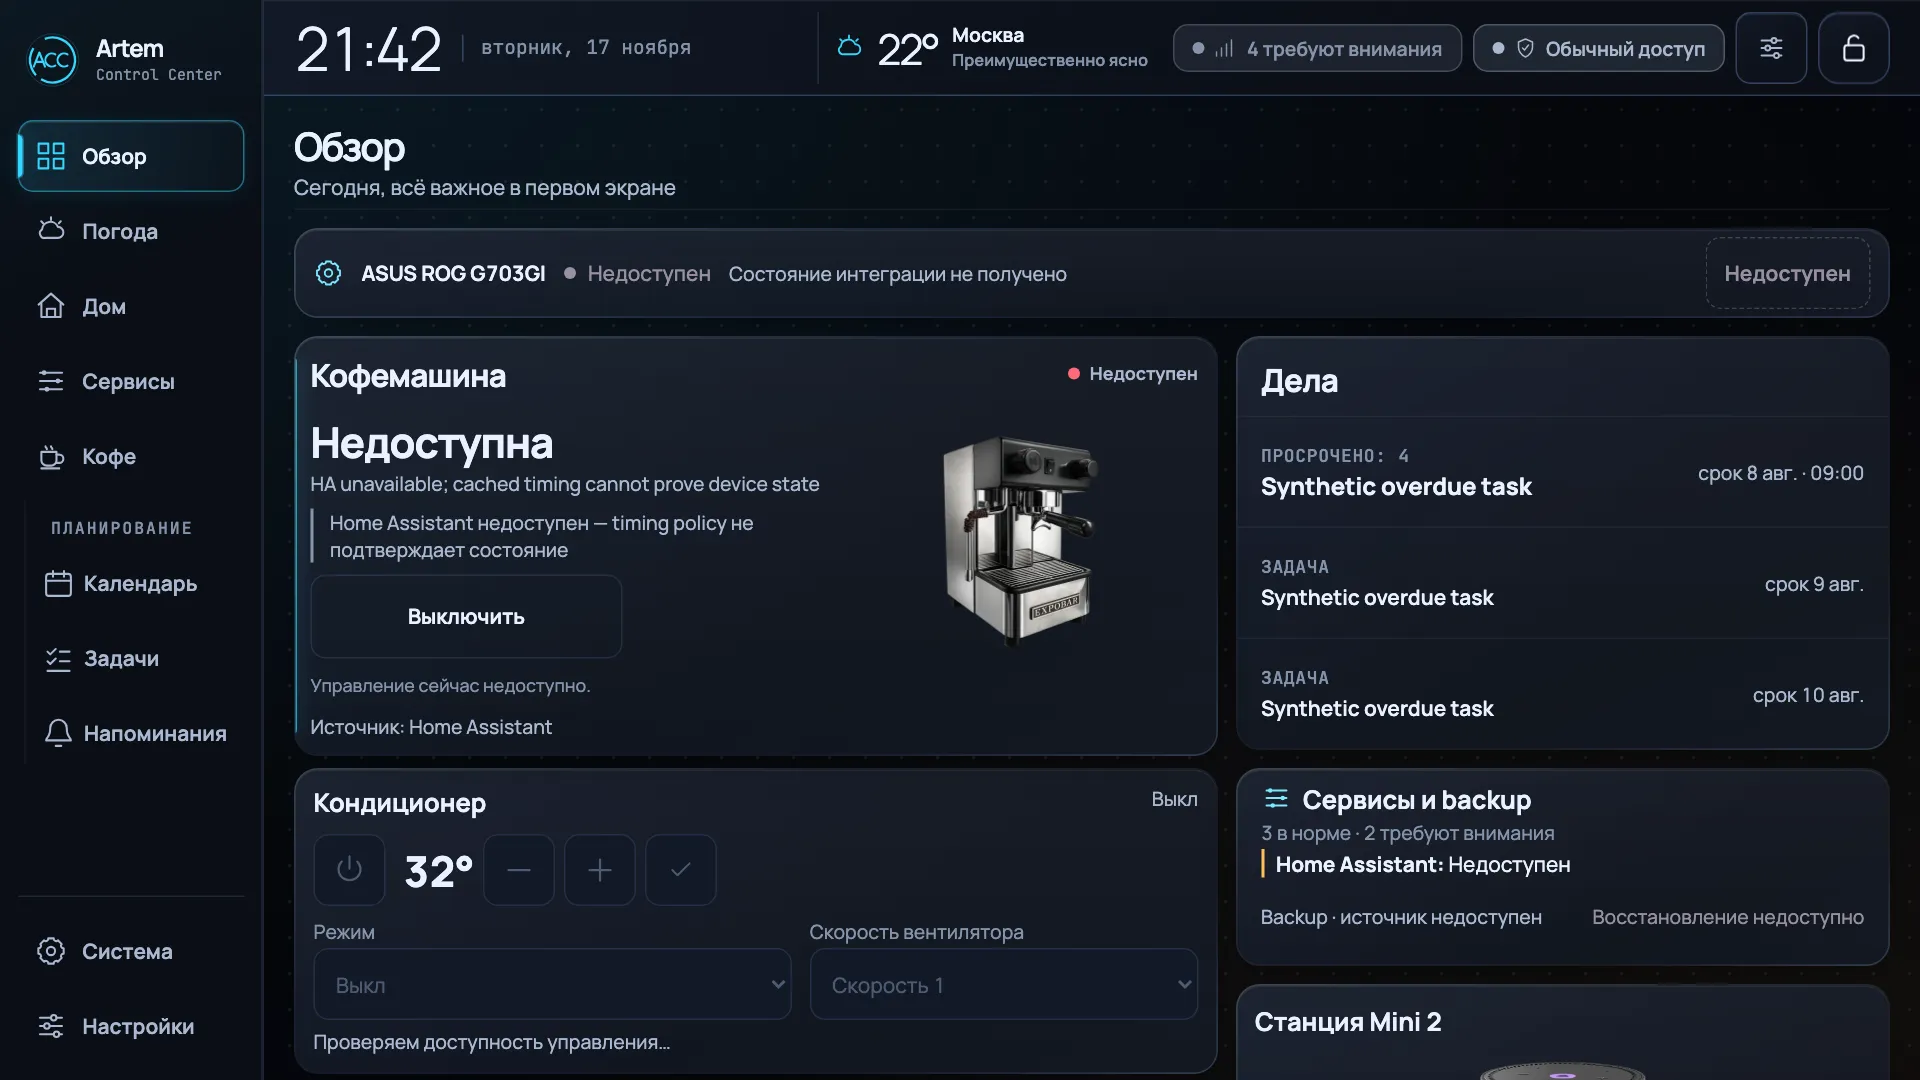 ACC
Artem
Control Center
Обзор
Погода
Дом
Сервисы
Кофе
ПЛАНИРОВАНИЕ
Календарь
Задачи
Напоминания
Система
Настройки
21:42
вторник, 17 ноября
22°
Москва
Преимущественно ясно
4 требуют внимания
Обычный доступ
Обзор
Сегодня, всё важное в первом экране
ASUS ROG G703GI
Недоступен
Состояние интеграции не получено
Недоступен
Кофемашина
Недоступен
Недоступна
HA unavailable; cached timing cannot prove device state
Home Assistant недоступен — timing policy не
подтверждает состояние
Выключить
Управление сейчас недоступно.
Источник: Home Assistant
EXPOBAR
Дела
ПРОСРОЧЕНО: 4
Synthetic overdue task
срок 8 авг. · 09:00
ЗАДАЧА
Synthetic overdue task
срок 9 авг.
ЗАДАЧА
Synthetic overdue task
срок 10 авг.
Кондиционер
Выкл
32°
Режим
Выкл
Скорость вентилятора
Скорость 1
Проверяем доступность управления…
Сервисы и backup
3 в норме · 2 требуют внимания
Home Assistant: Недоступен
Backup · источник недоступен
Восстановление недоступно
Станция Mini 2